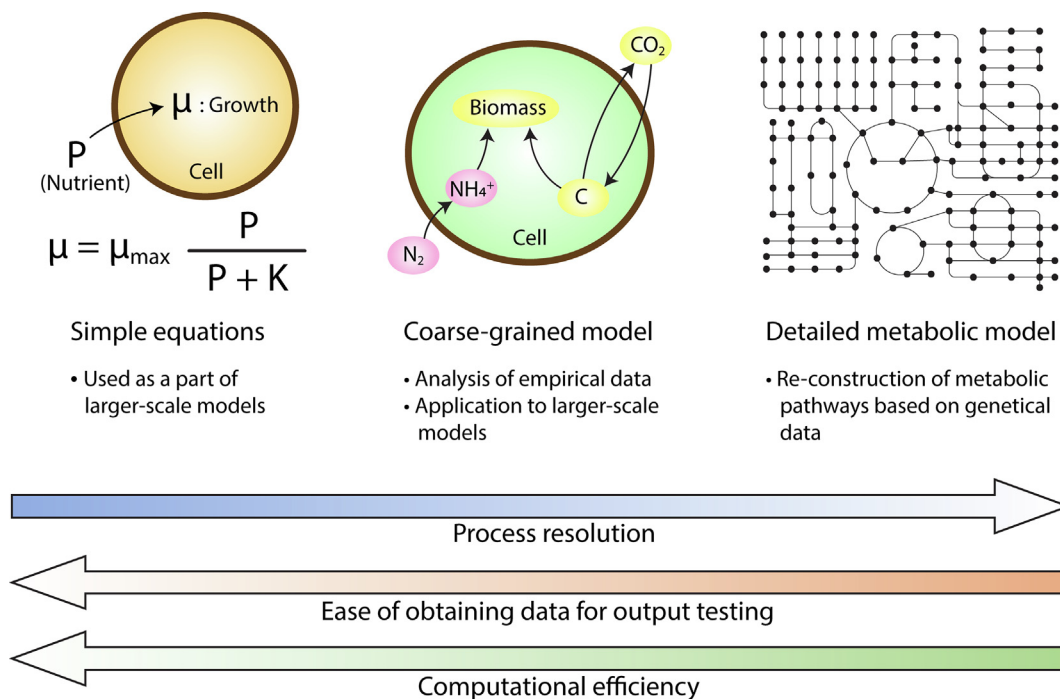 μ : Growth
P
(Nutrient)
Cell
μ = μmax P / P + K
CO₂
Biomass
NH₄⁺
C
Cell
N₂
Simple equations
• Used as a part of
larger-scale models
Coarse-grained model
• Analysis of empirical data
• Application to larger-scale
models
Detailed metabolic model
• Re-construction of metabolic
pathways based on genetical
data
Process resolution
Ease of obtaining data for output testing
Computational efficiency